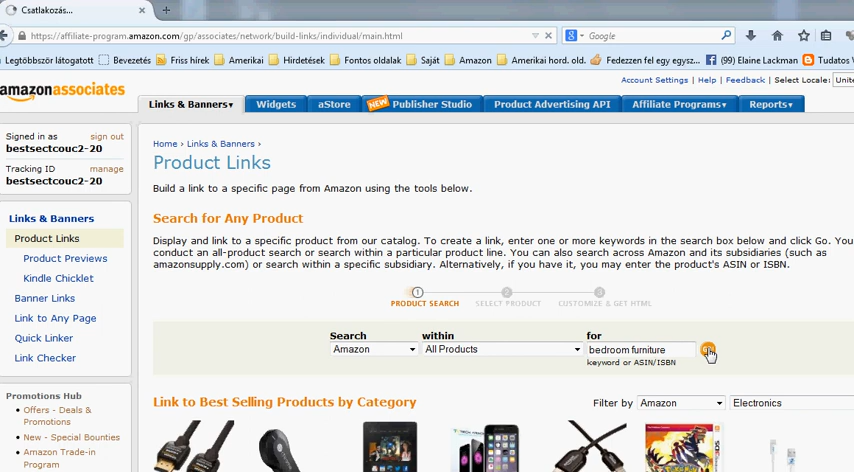 Csatlakozás...
https://affiliate-program.amazon.com/gp/associates/network/build-links/individual/main.html
Google
Legtöbbször látogatott
Friss hírek
Amerikai
Hirdetések
Fontos oldalak
Saját
Amazon
Amerikai hord. old.
Fedezzen fel egy egysz...
(99) Elaine Lackman
Tudatos V
amazonassociates
Account Settings | Help | Feedback | Select Locale: Unite
Links & Banners
Widgets
aStore
NEW Publisher Studio
Product Advertising API
Affiliate Programs
Reports
Signed in as
sign out
bestsectcouc2-20
Tracking ID
manage
bestsectcouc2-20
Links & Banners
Product Links
Product Previews
Kindle Chicklet
Banner Links
Link to Any Page
Quick Linker
Link Checker
Promotions Hub
Offers - Deals &
Promotions
New - Special Bounties
Amazon Trade-in
Program
Home › Links & Banners ›
Product Links
Build a link to a specific page from Amazon using the tools below.
Search for Any Product
Display and link to a specific product from our catalog. To create a link, enter one or more keywords in the search box below and click Go. You
conduct an all-product search or search within a particular product line. You can also search across Amazon and its subsidiaries (such as
amazonsupply.com) or search within a specific subsidiary. Alternatively, if you have it, you may enter the product's ASIN or ISBN.
1
2
3
PRODUCT SEARCH
SELECT PRODUCT
CUSTOMIZE & GET HTML
Search
within
for
Amazon
All Products
bedroom furniture
keyword or ASIN/ISBN
Link to Best Selling Products by Category
Filter by
Amazon
Electronics